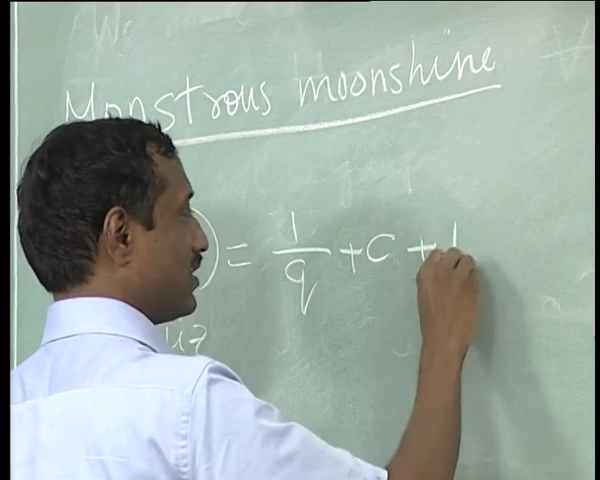 Monstrous moonshine
) = 1/q + c + 1